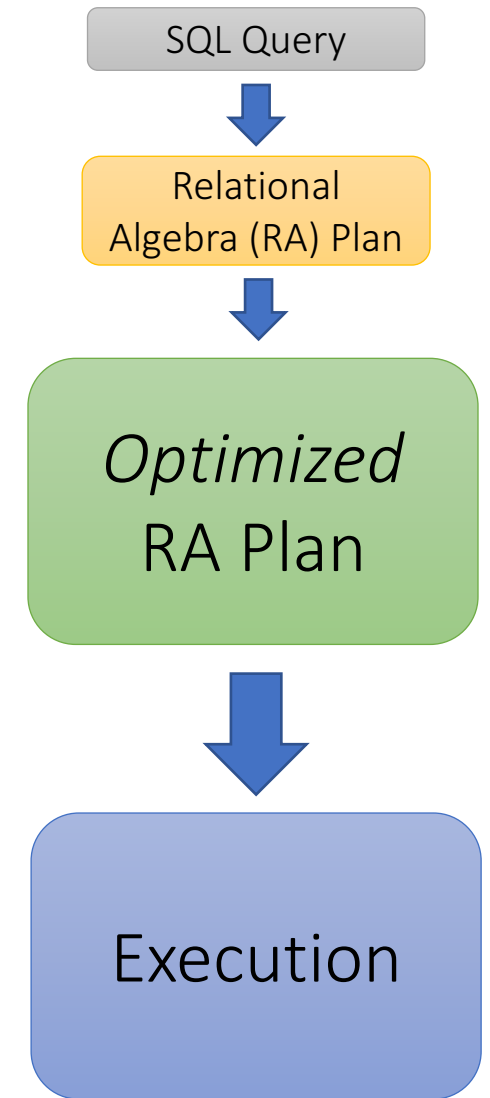 SQL Query
Relational
Algebra (RA) Plan
Optimized
RA Plan
Execution